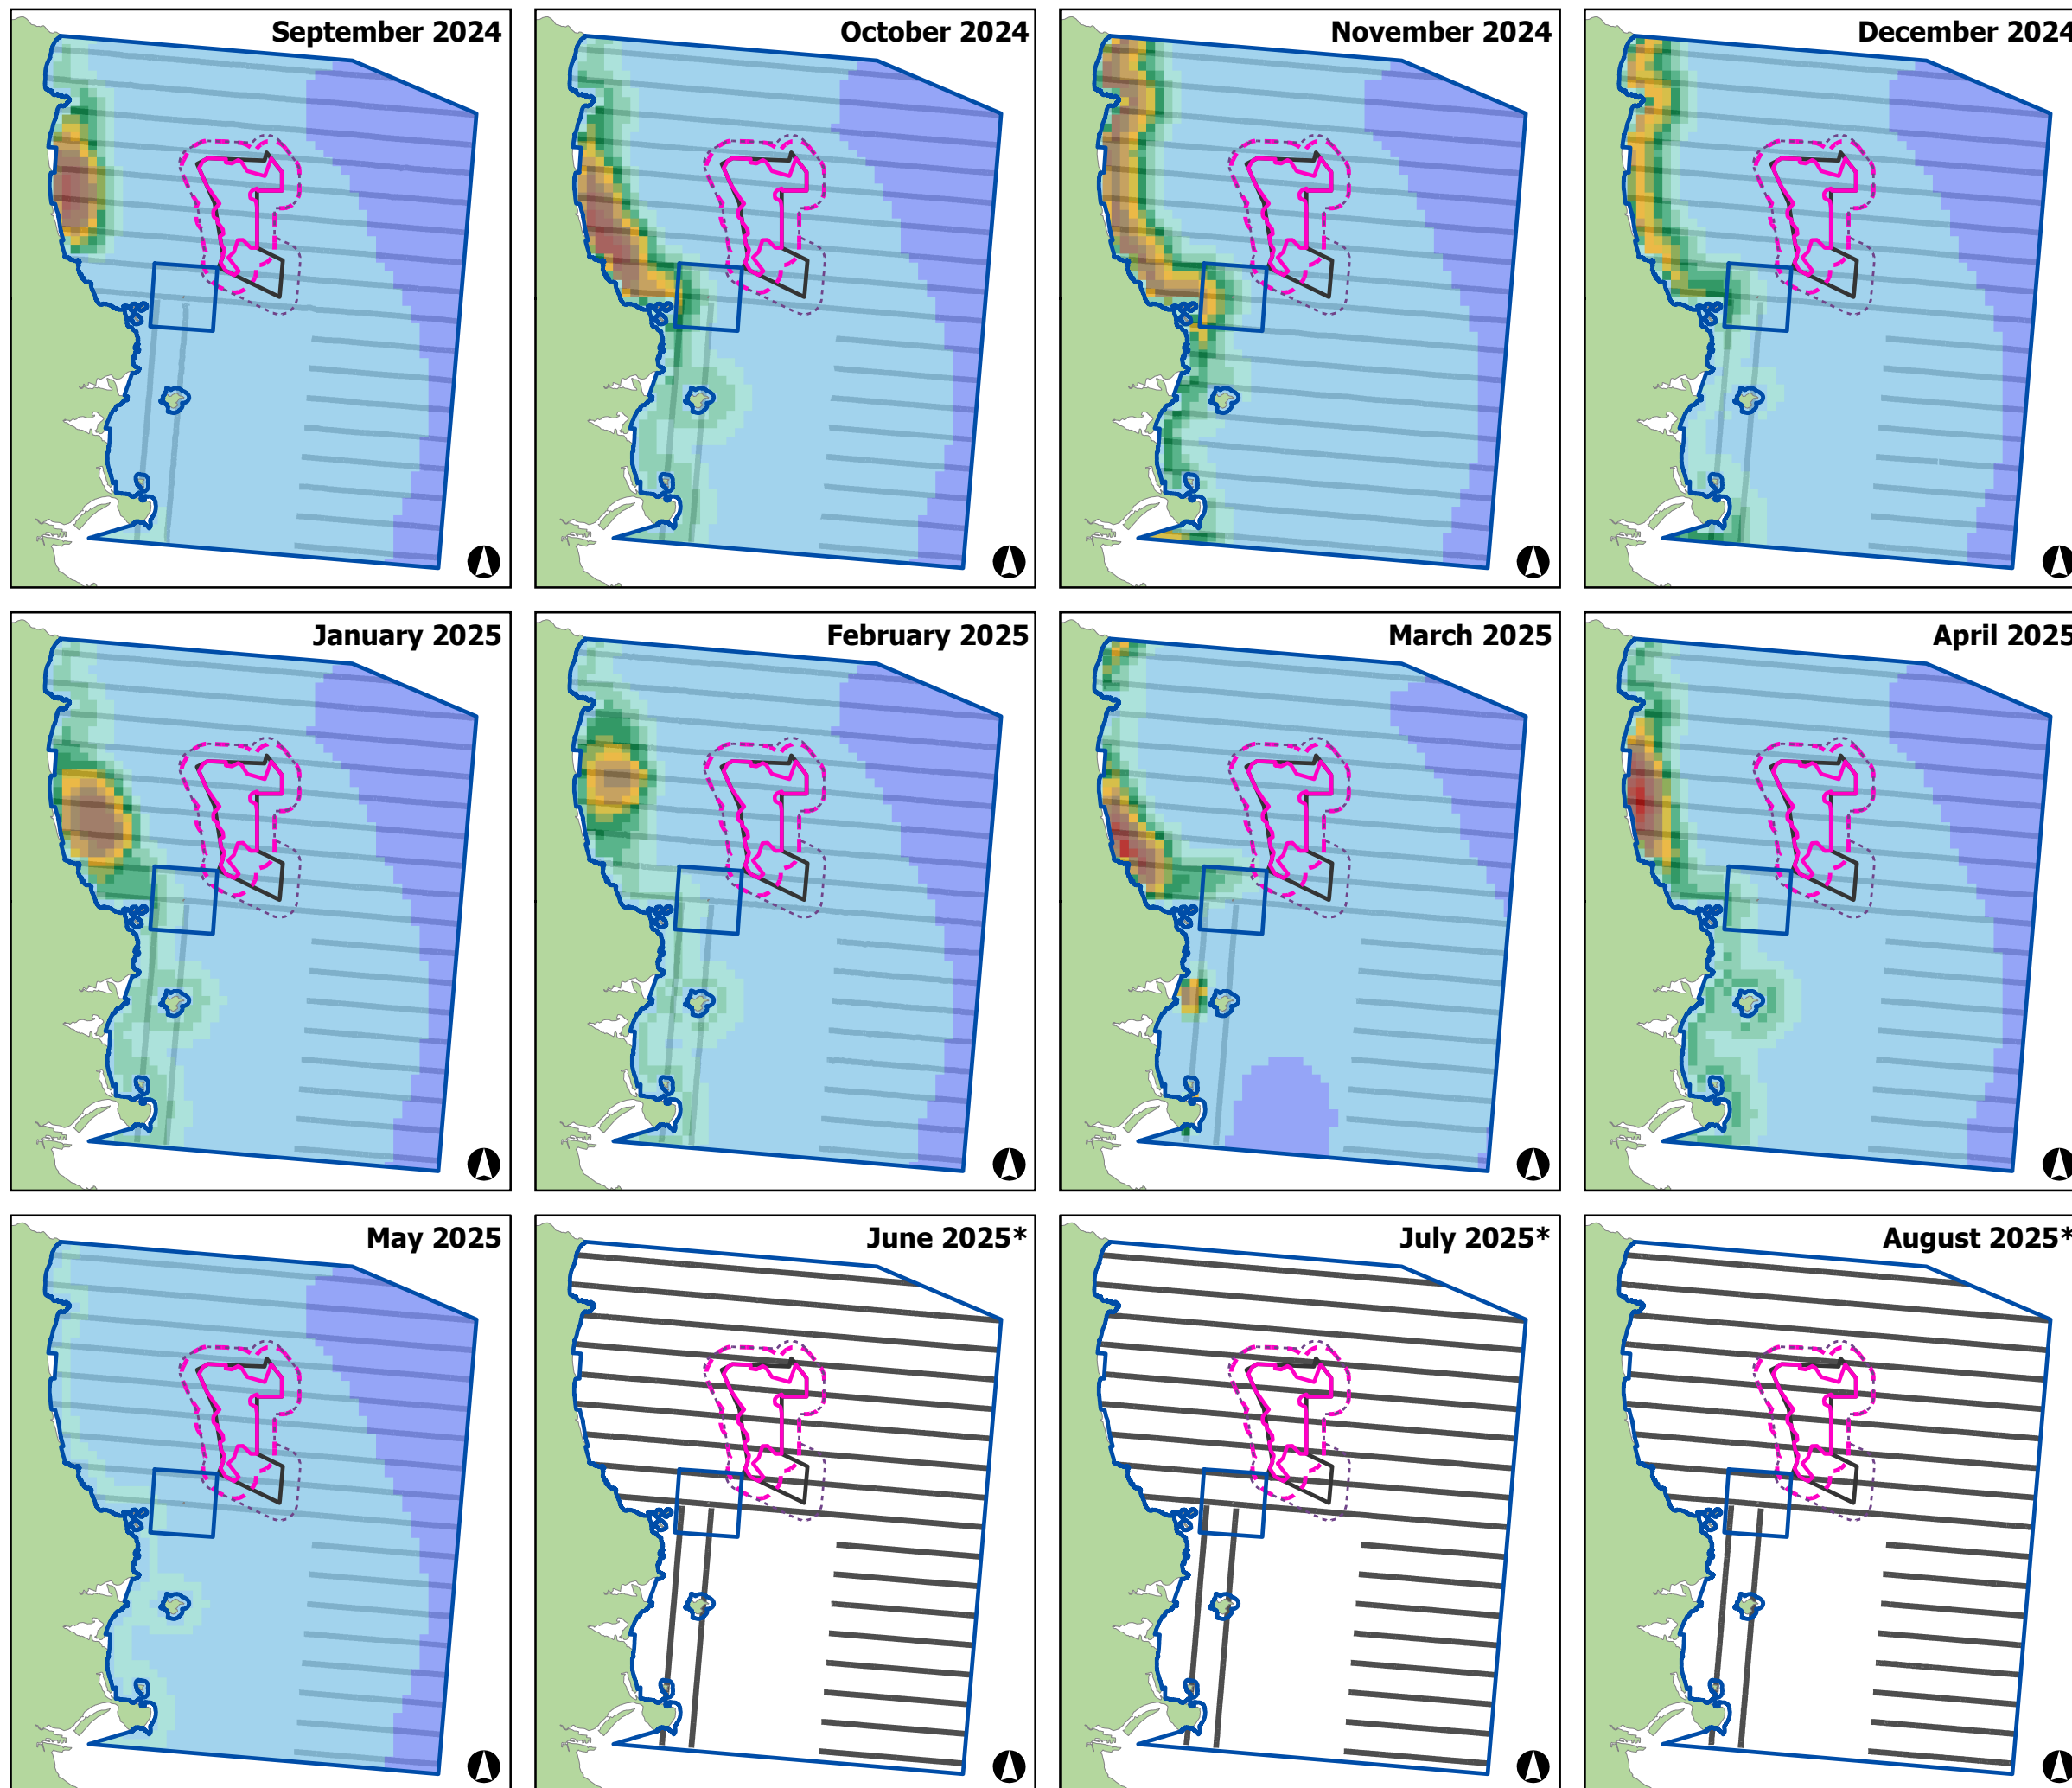 September 2024
October 2024
November 2024
December 2024
January 2025
February 2025
March 2025
April 2025
May 2025
June 2025*
July 2025*
August 2025*